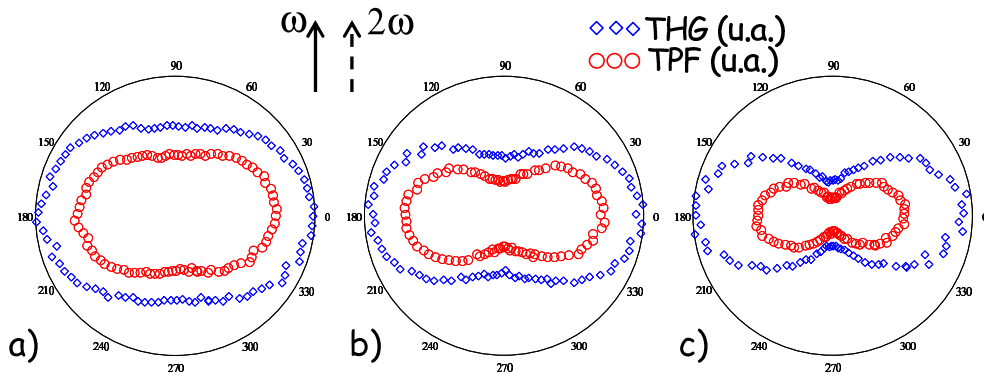 ω 2ω
THG (u.a.)
TPF (u.a.)
90 90 90
120 60 120 60 120 60
150 30 150 30 150 30
180 0 180 0 180 0
210 330 210 330 210 330
240 300 240 300 240 300
270 270 270
a) b) c)